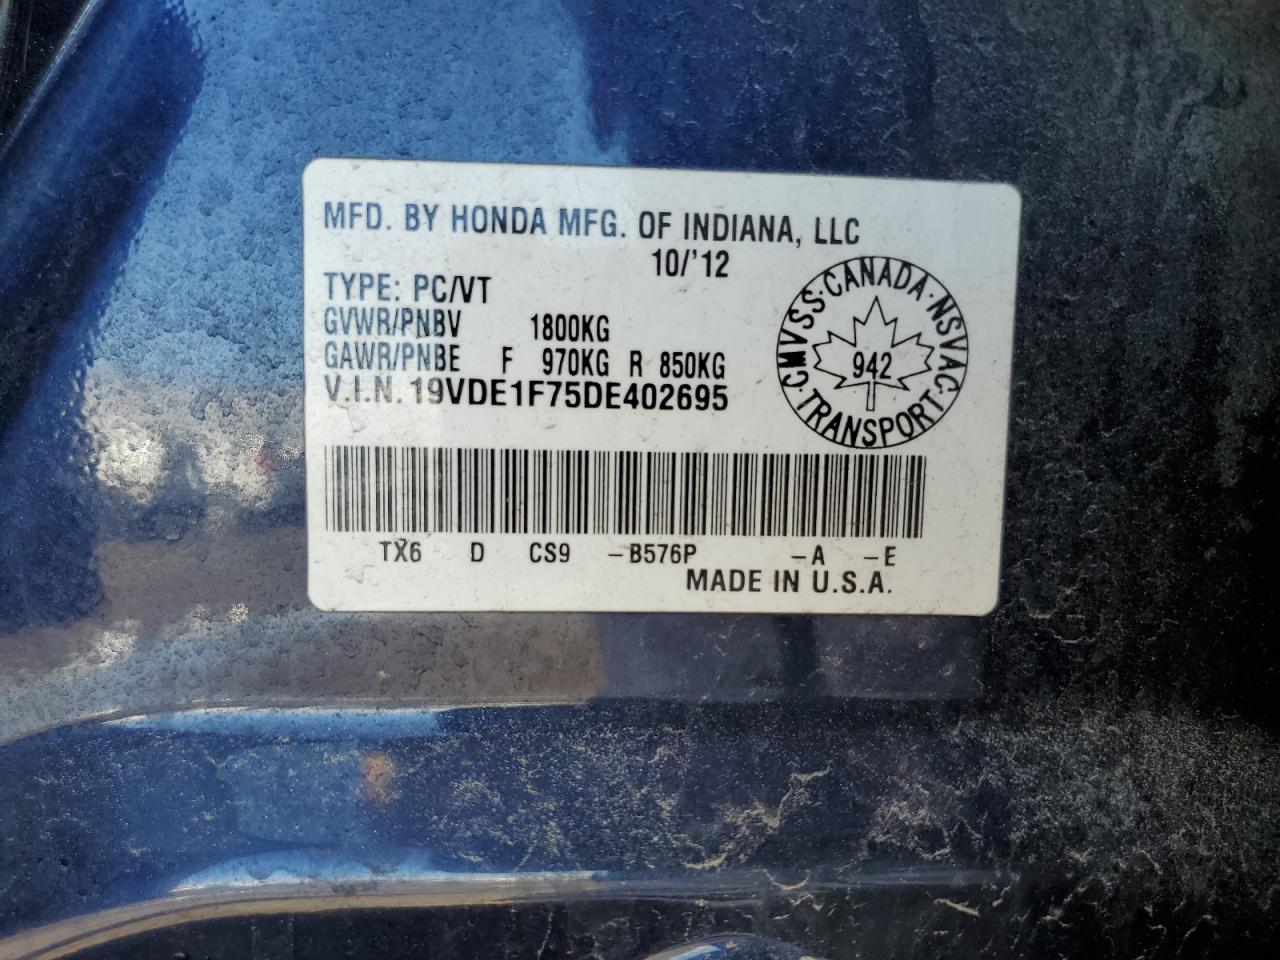 MFD. BY HONDA MFG. OF INDIANA, LLC
10/'12
TYPE: PC/VT
GVWR/PNBV 1800KG
GAWR/PNBE F 970KG R 850KG
V.I.N. 19VDE1F75DE402695
CMVSS·CANADA·NSVAC·TRANSPORT·
942
TX6 D CS9 -B576P -A -E
MADE IN U.S.A.